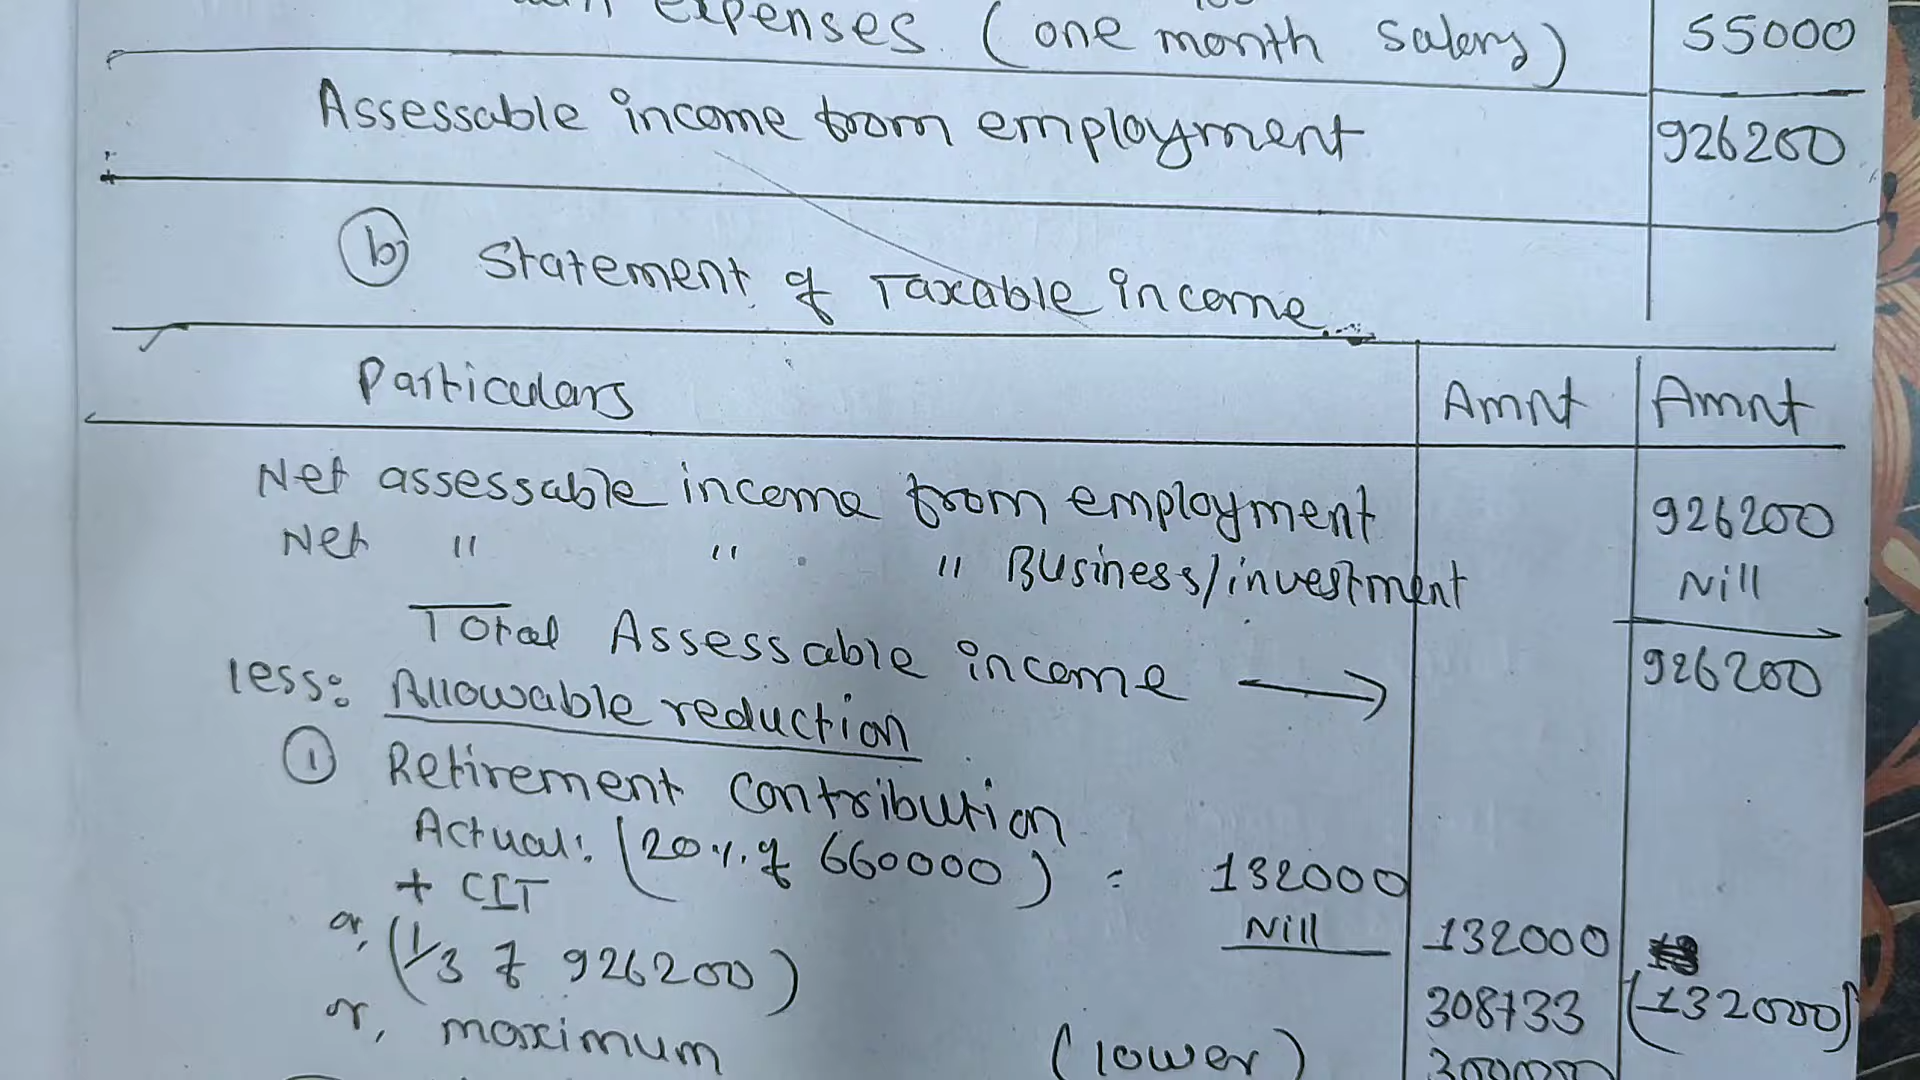 expenses. (one month salary) 55000
Assessable income from employment 926200
(b) Statement of Taxable income
Particulars Amnt Amnt
Net assessable income from employment 926200
Net " " " Business/investment Nill
Total Assessable income → 926200
less: Allowable reduction
① Retirement contribution
Actual: (20% of 660000) = 132000
+ CIT Nill 132000
or, (1/3 of 926200) 308733 (132000)
or, maximum (lower) 300000